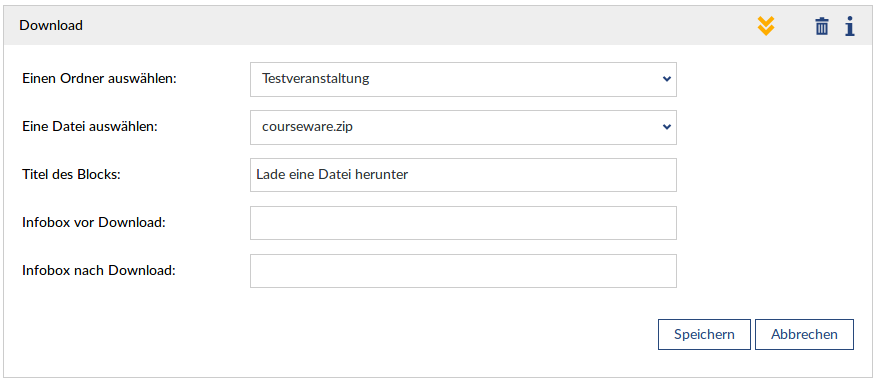 Download
Einen Ordner auswählen: Testveranstaltung
Eine Datei auswählen: courseware.zip
Titel des Blocks: Lade eine Datei herunter
Infobox vor Download:
Infobox nach Download:
Speichern Abbrechen